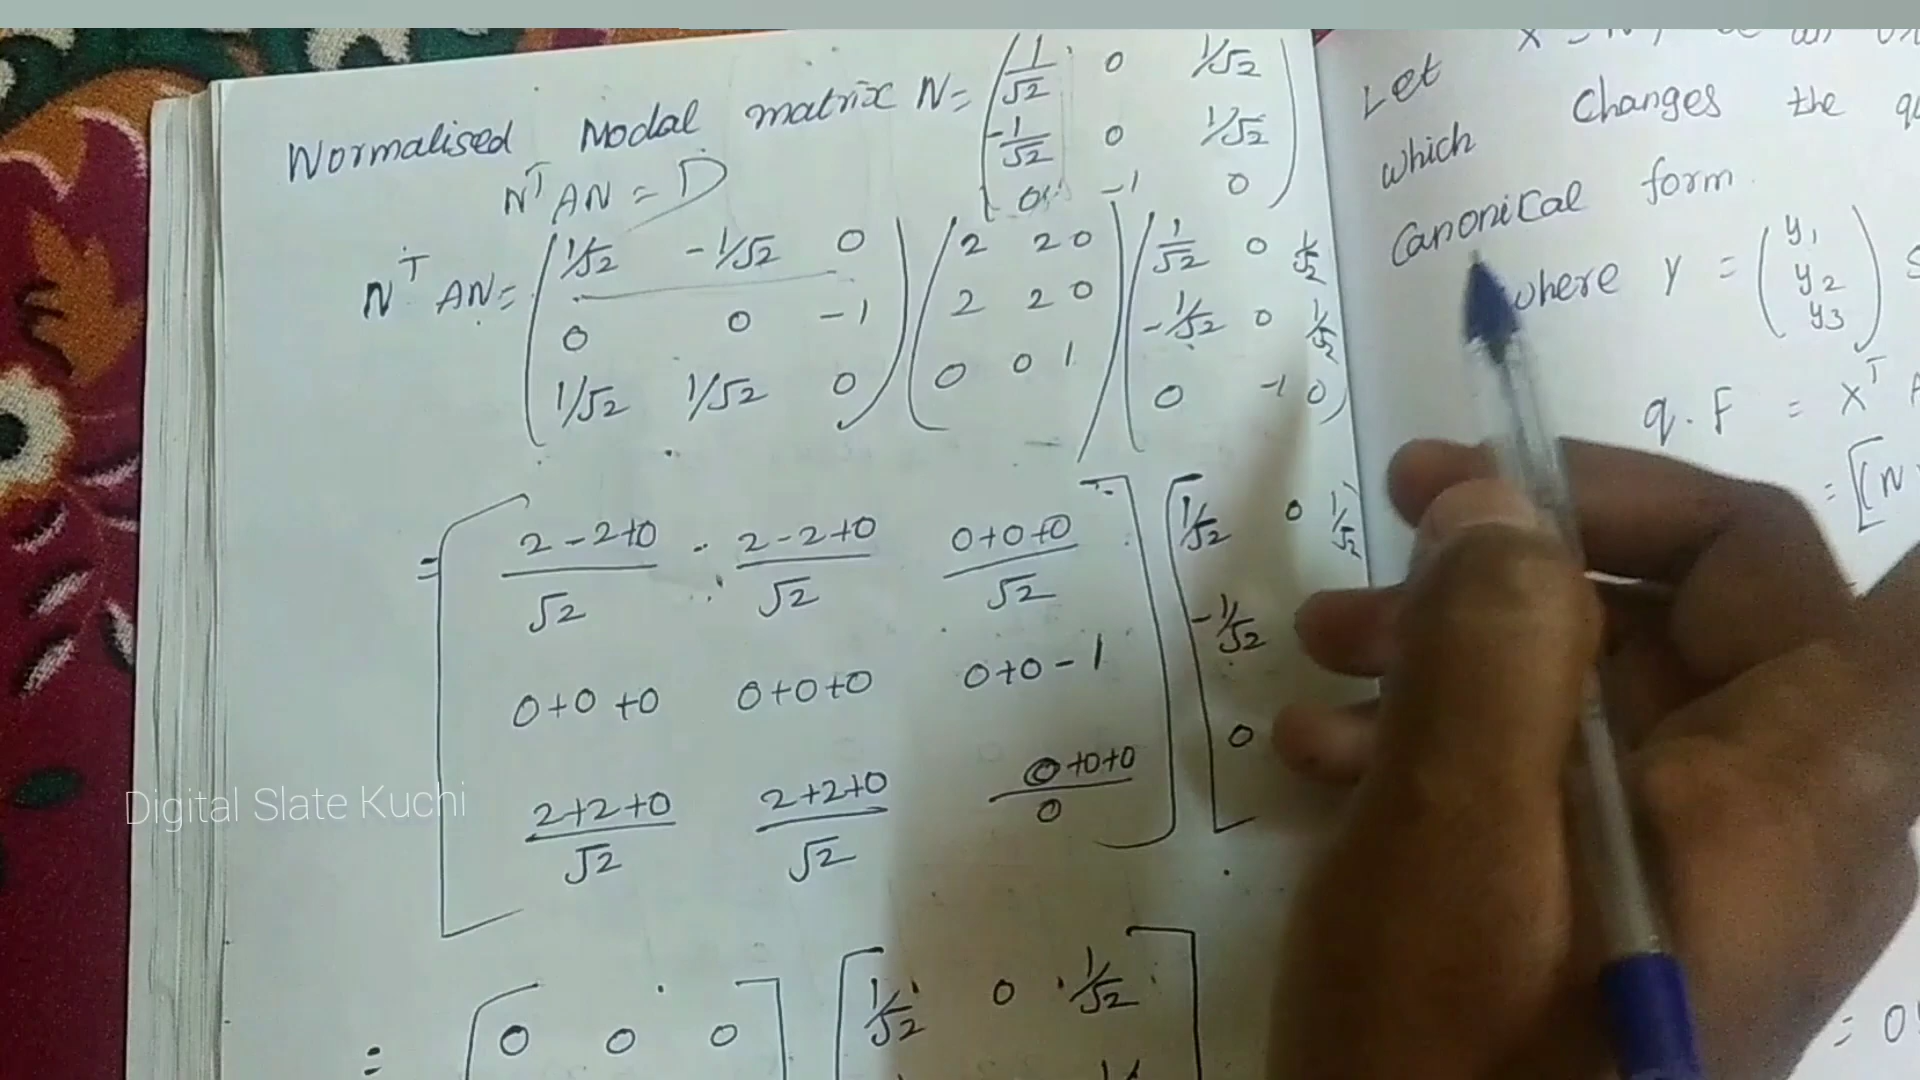 Normalised Modal matrix N = (1/√2 0 1/√2
-1/√2 0 1/√2
0 -1 0)
Nᵀ AN = D
Nᵀ AN = (1/√2 -1/√2 0) (2 2 0) (1/√2 0 1/√2)
(0 0 -1) (2 2 0) (-1/√2 0 1/√2)
(1/√2 1/√2 0) (0 0 1) (0 -1 0)
= [(2-2+0)/√2 (2-2+0)/√2 (0+0+0)/√2] [1/√2 0 1/√2
0+0+0 0+0+0 0+0-1 -1/√2
(2+2+0)/√2 (2+2+0)/√2 (0+0+0)/0 0
= [0 0 0] [1/√2 0 1/√2]
Digital Slate Kuchi
Let
which changes the
canonical form
where Y = (y1
y2
y3)
q.F = Xᵀ
= [(N
= 0